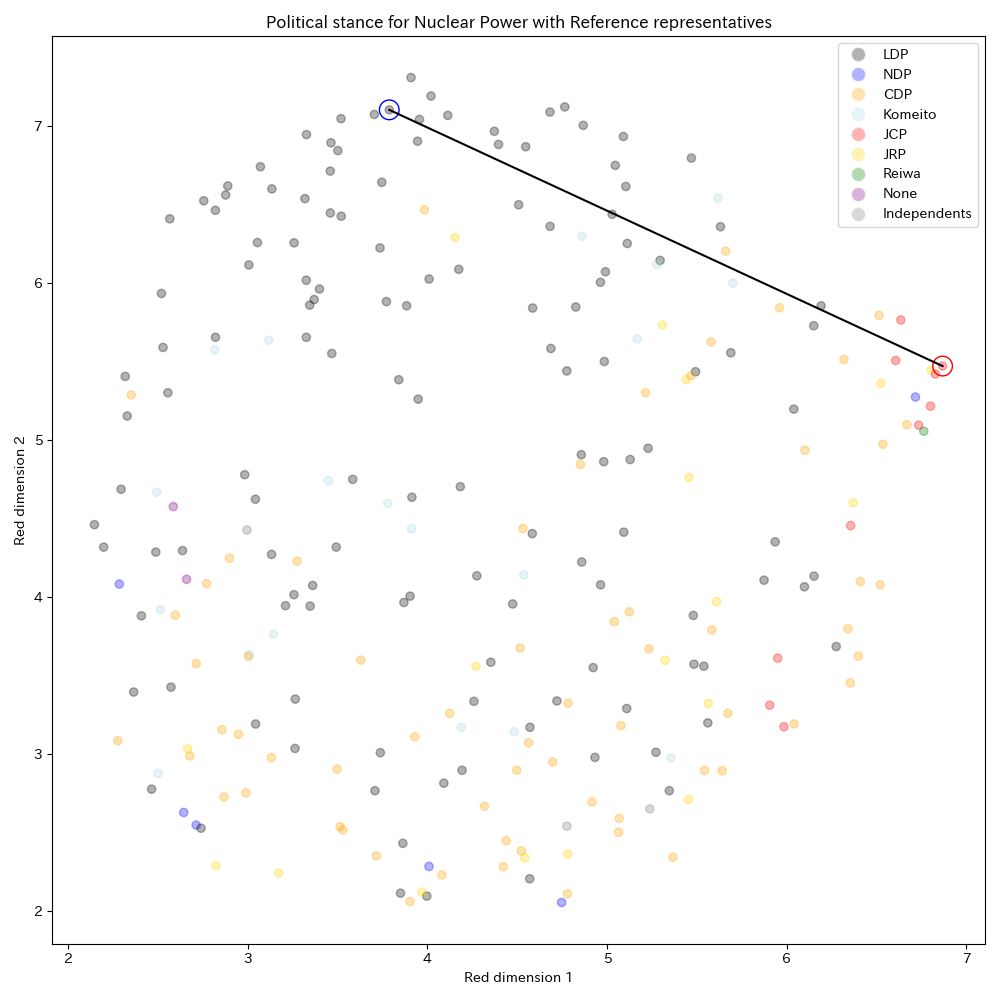 Political stance for Nuclear Power with Reference representatives
LDP
NDP
CDP
Komeito
JCP
JRP
Reiwa
None
Independents
Red dimension 2
7
6
5
4
3
2
2 3 4 5 6 7
Red dimension 1